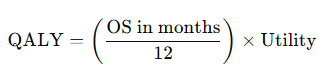 QALY = (OS in months / 12) × Utility